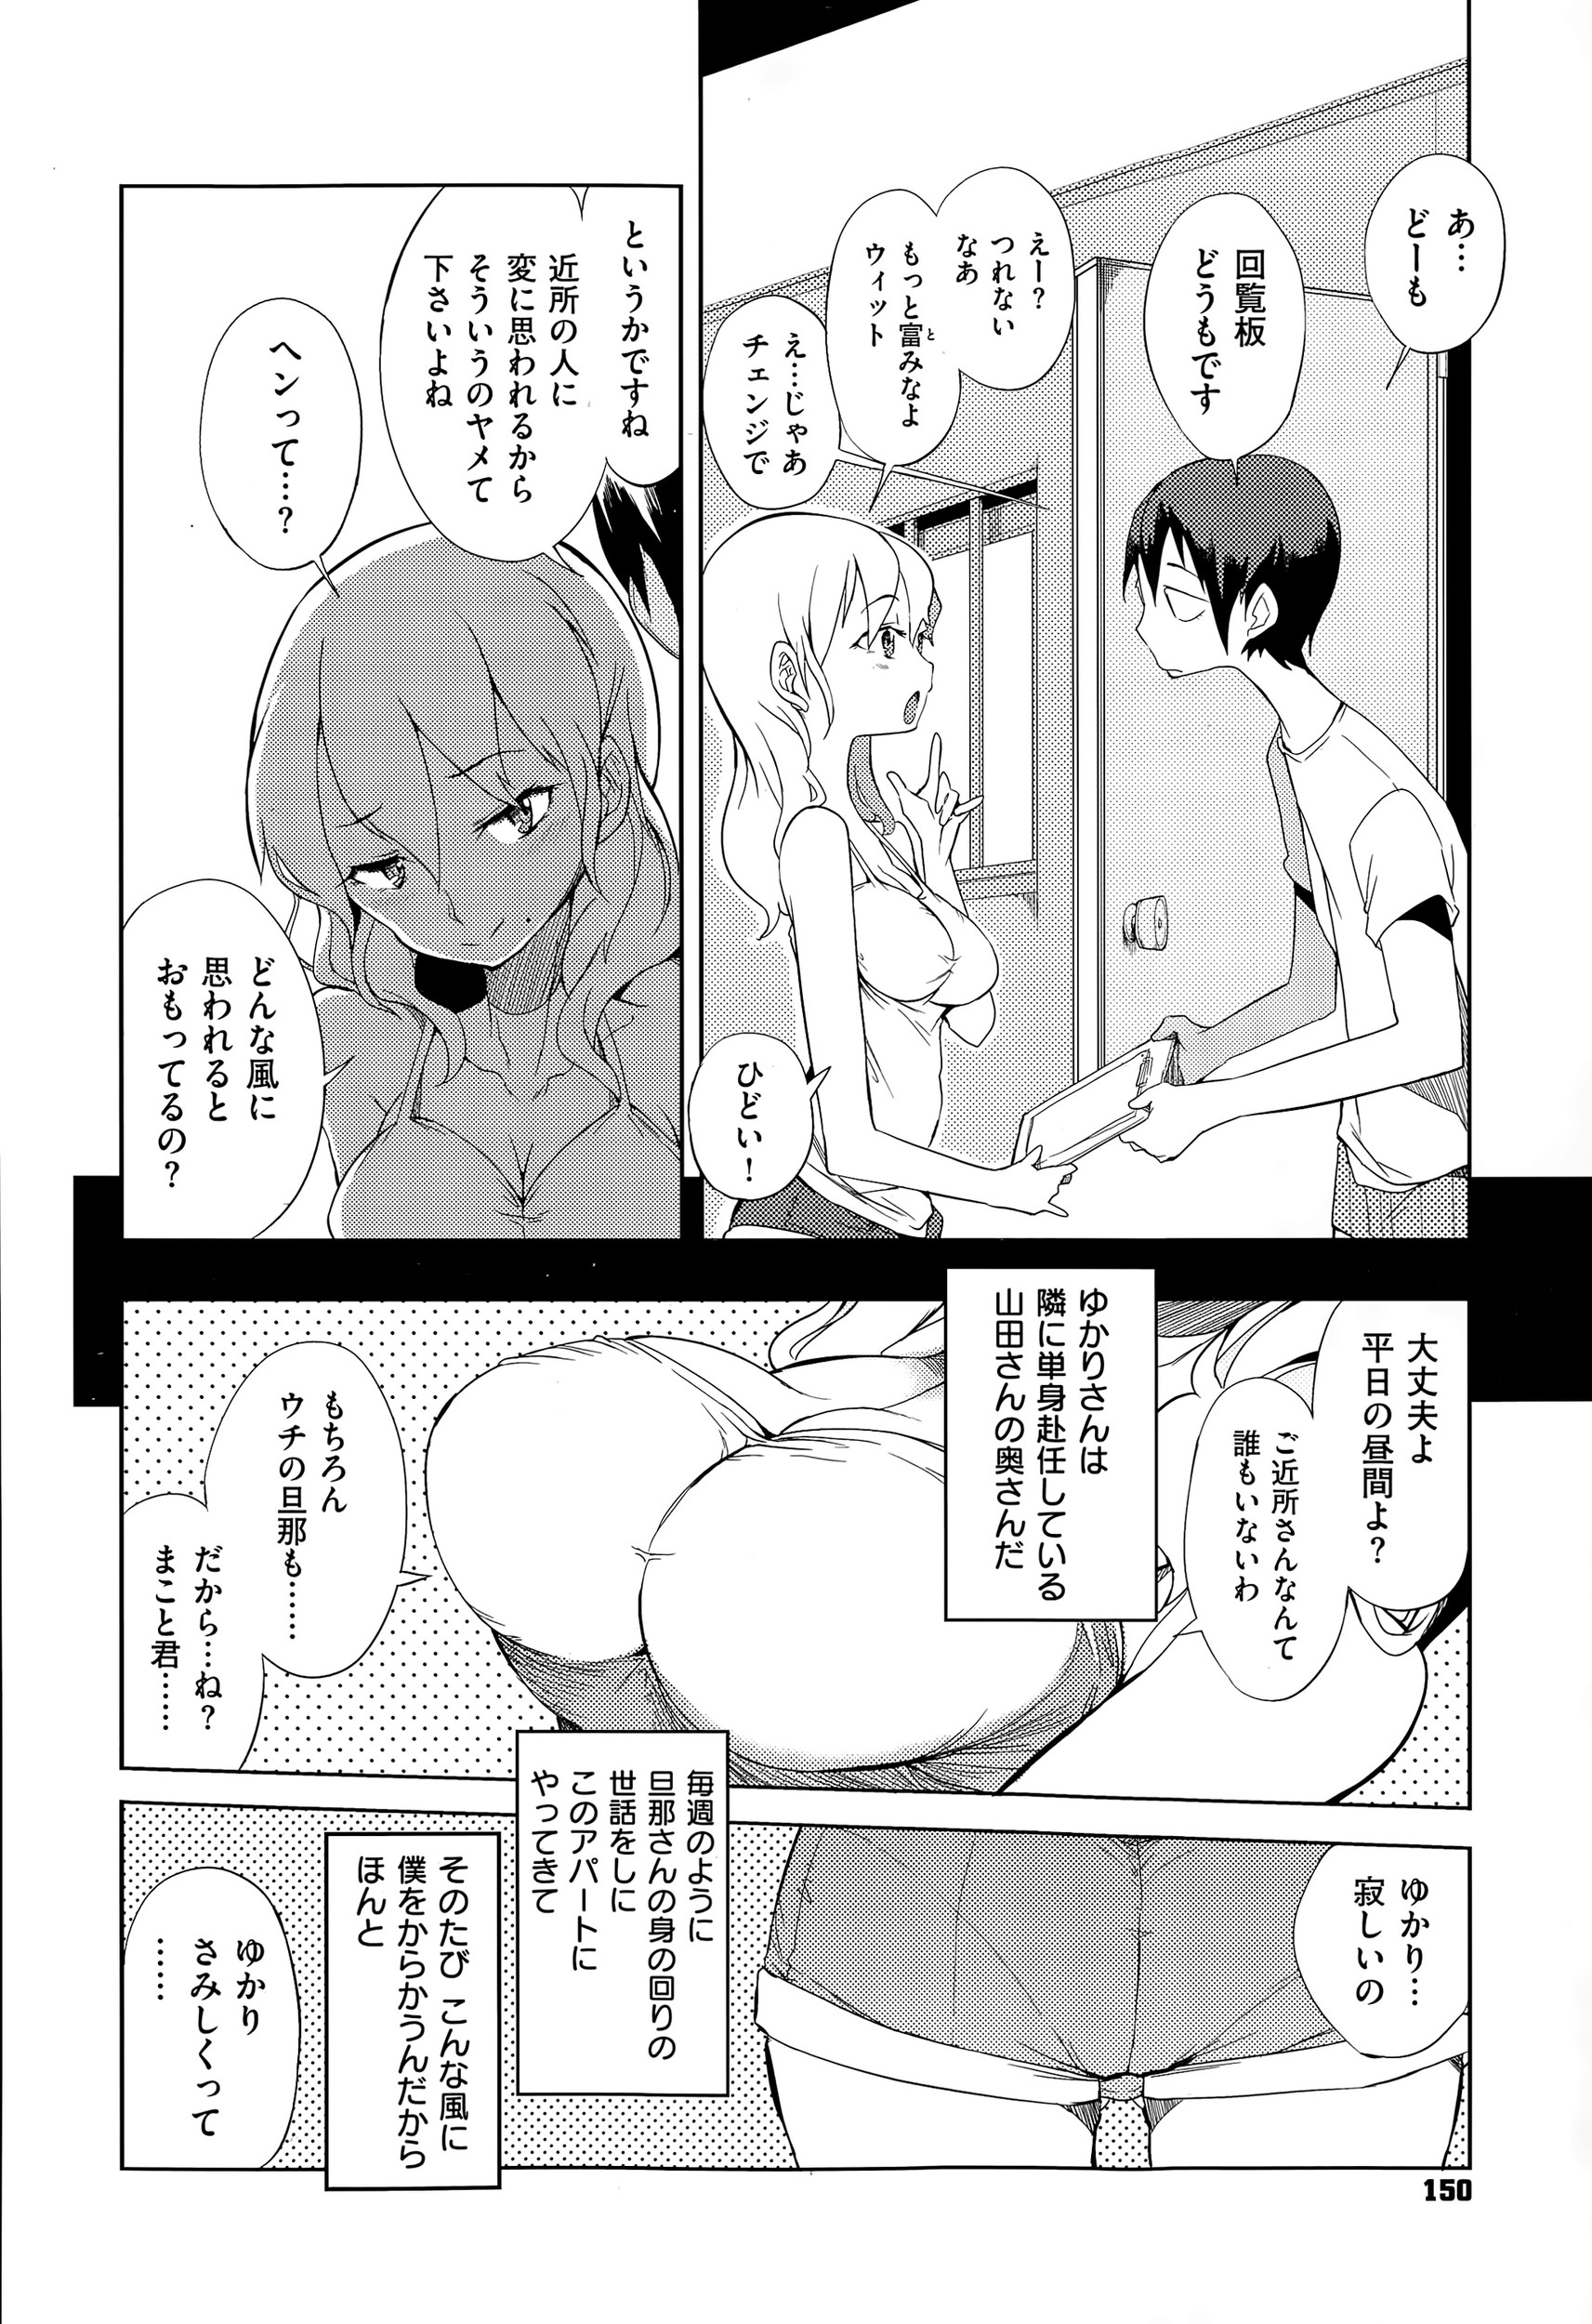 あ…
どーも
回覧板
どうもです
えー?
つれない
なあ
もっと富みなよ
と
ウィット
え…じゃあ
チェンジで
ひどい!
というかですね
近所の人に
変に思われるから
そういうのヤメて
下さいよね
ヘンって……?
どんな風に
思われると
おもってるの?
大丈夫よ
平日の昼間よ?
ご近所さんなんて
誰もいないわ
ゆかりさんは
隣に単身赴任している
山田さんの奥さんだ
もちろん
ウチの旦那も……
だから…ね?
まこと君……
ゆかり…
寂しいの
毎週のように
旦那さんの身の回りの
世話をしに
このアパートに
やってきて
そのたび こんな風に
僕をからかうんだから
ほんと
ゆかり
さみしくって
……
150